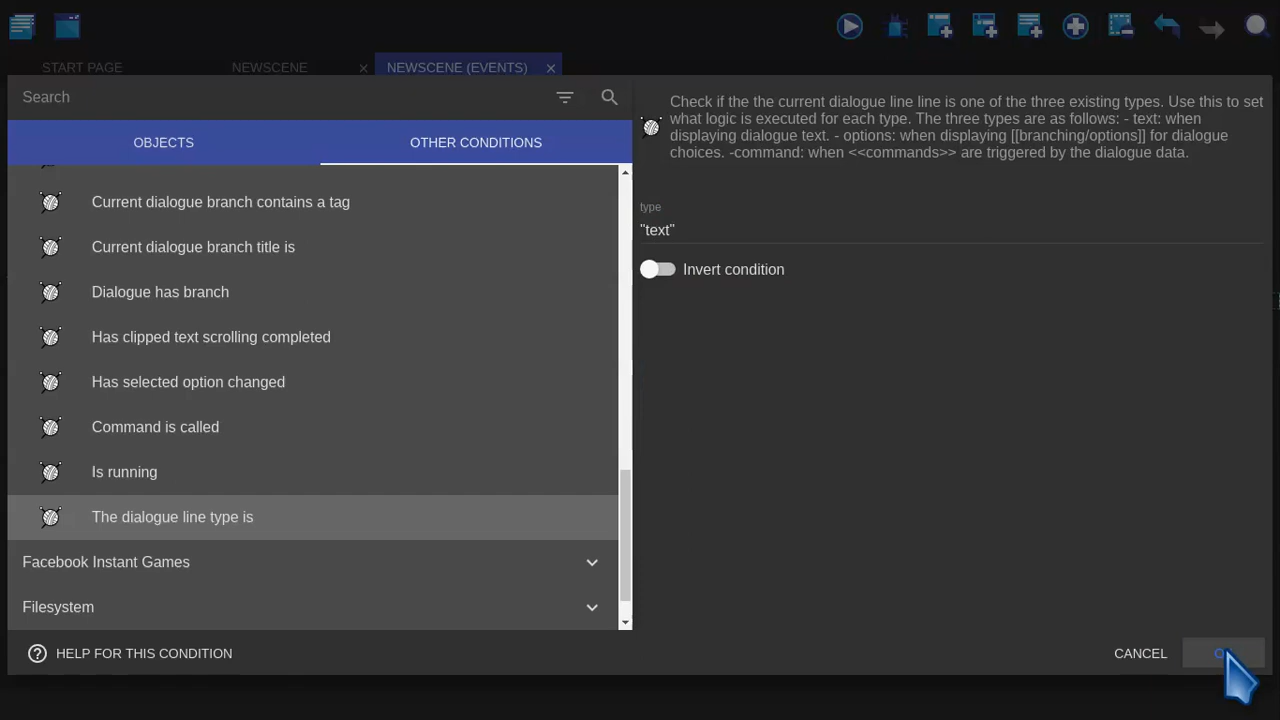 START PAGE
NEWSCENE
NEWSCENE (EVENTS)
Search
OBJECTS
OTHER CONDITIONS
Current dialogue branch contains a tag
Current dialogue branch title is
Dialogue has branch
Has clipped text scrolling completed
Has selected option changed
Command is called
Is running
The dialogue line type is
Facebook Instant Games
Filesystem
HELP FOR THIS CONDITION
Check if the the current dialogue line line is one of the three existing types. Use this to set
what logic is executed for each type. The three types are as follows: - text: when
displaying dialogue text. - options: when displaying [[branching/options]] for dialogue
choices. -command: when <<commands>> are triggered by the dialogue data.
type
"text"
Invert condition
CANCEL